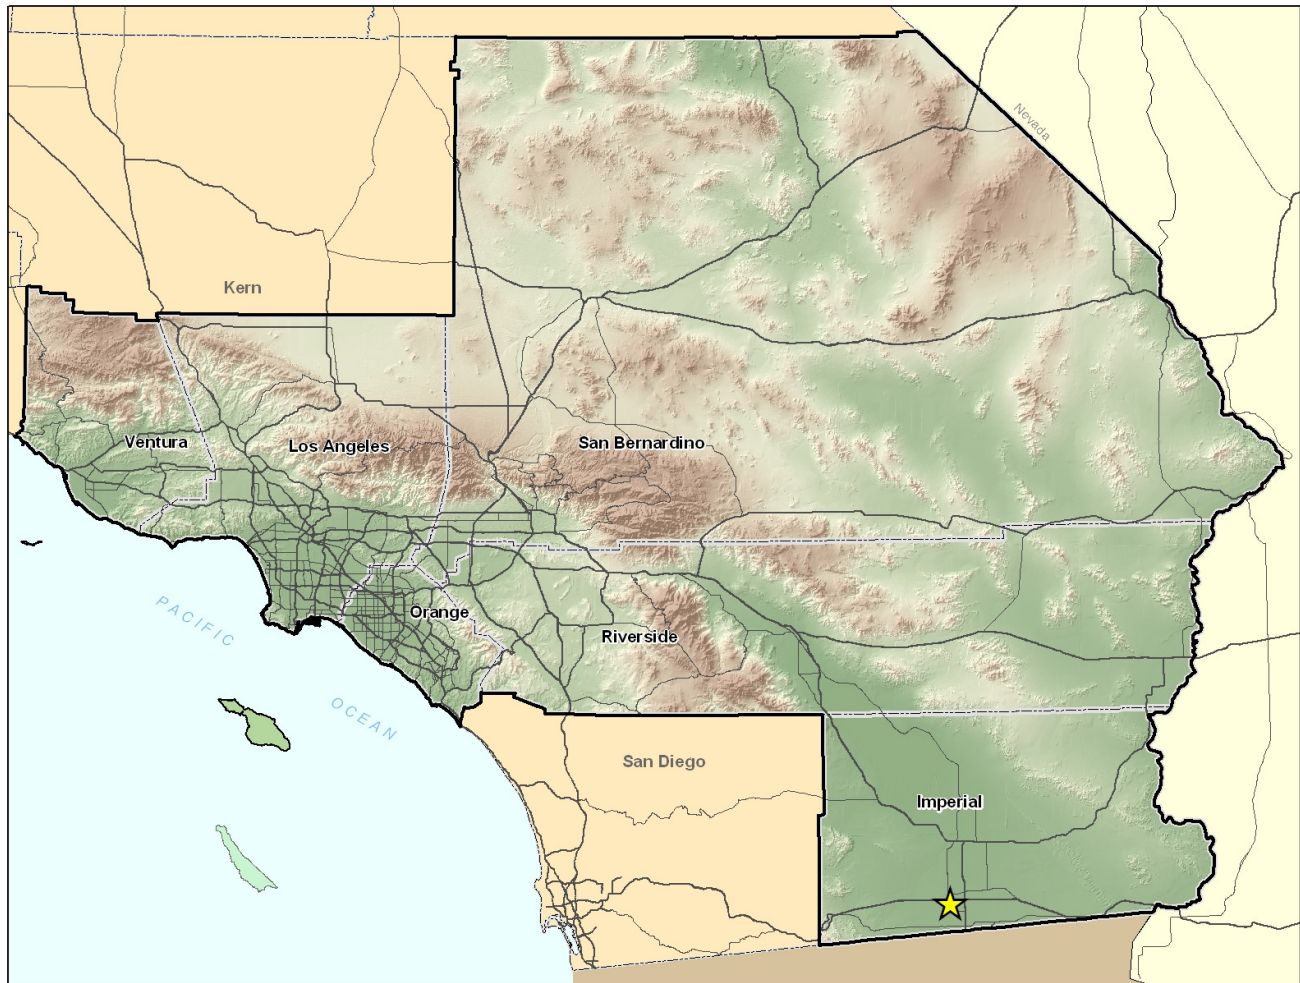 Nevada
Kern
Ventura
Los Angeles
San Bernardino
PACIFIC
OCEAN
Orange
Riverside
San Diego
Imperial